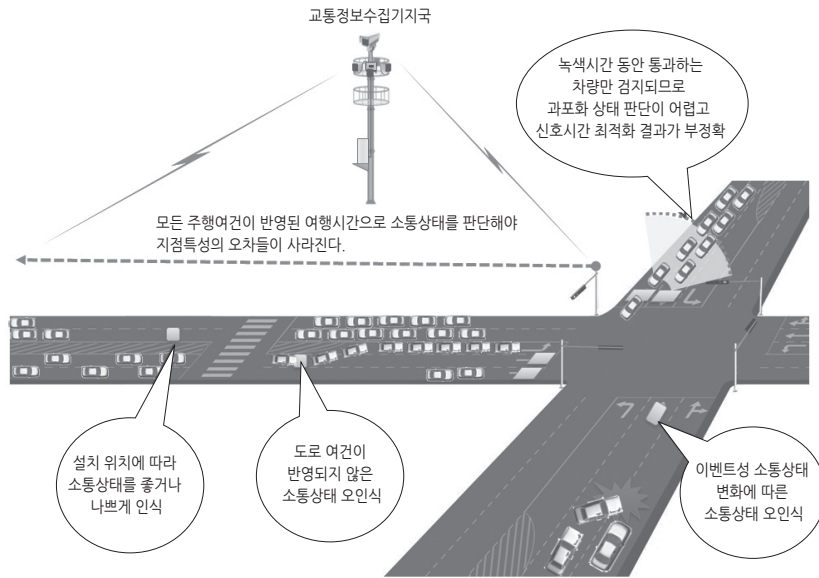 교통정보수집기지국
녹색시간 동안 통과하는
차량만 검지되므로
과포화 상태 판단이 어렵고
신호시간 최적화 결과가 부정확
모든 주행여건이 반영된 여행시간으로 소통상태를 판단해야
지점특성의 오차들이 사라진다.
설치 위치에 따라
소통상태를 좋거나
나쁘게 인식
도로 여건이
반영되지 않은
소통상태 오인식
이벤트성 소통상태
변화에 따른
소통상태 오인식